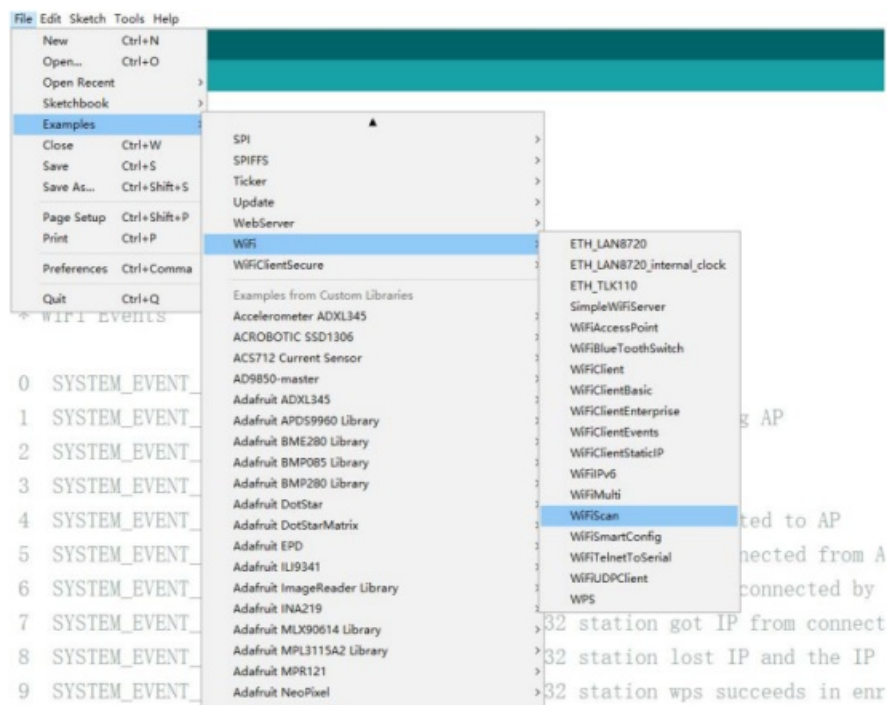 File Edit Sketch Tools Help
New Ctrl+N
Open... Ctrl+O
Open Recent
Sketchbook
Examples
Close Ctrl+W
Save Ctrl+S
Save As... Ctrl+Shift+S
Page Setup Ctrl+Shift+P
Print Ctrl+P
Preferences Ctrl+Comma
Quit Ctrl+Q
SPI
SPIFFS
Ticker
Update
WebServer
WiFi
WiFiClientSecure
Examples from Custom Libraries
Accelerometer ADXL345
ACROBOTIC SSD1306
ACS712 Current Sensor
AD9850-master
Adafruit ADXL345
Adafruit APDS9960 Library
Adafruit BME280 Library
Adafruit BMP085 Library
Adafruit BMP280 Library
Adafruit DotStar
Adafruit DotStarMatrix
Adafruit EPD
Adafruit ILI9341
Adafruit ImageReader Library
Adafruit INA219
Adafruit MLX90614 Library
Adafruit MPL3115A2 Library
Adafruit MPR121
Adafruit NeoPixel
ETH_LAN8720
ETH_LAN8720_internal_clock
ETH_TLK110
SimpleWiFiServer
WiFiAccessPoint
WiFiBlueToothSwitch
WiFiClient
WiFiClientBasic
WiFiClientEnterprise
WiFiClientEvents
WiFiClientStaticIP
WiFiIPv6
WiFiMulti
WiFiScan
WiFiSmartConfig
WiFiTelnetToSerial
WiFiUDPClient
WPS
* WiFi Events
0 SYSTEM_EVENT_
1 SYSTEM_EVENT_ g AP
2 SYSTEM_EVENT_
3 SYSTEM_EVENT_
4 SYSTEM_EVENT_ ted to AP
5 SYSTEM_EVENT_ nected from A
6 SYSTEM_EVENT_ connected by
7 SYSTEM_EVENT_ 32 station got IP from connect
8 SYSTEM_EVENT_ 32 station lost IP and the IP
9 SYSTEM_EVENT_ 32 station wps succeeds in enr